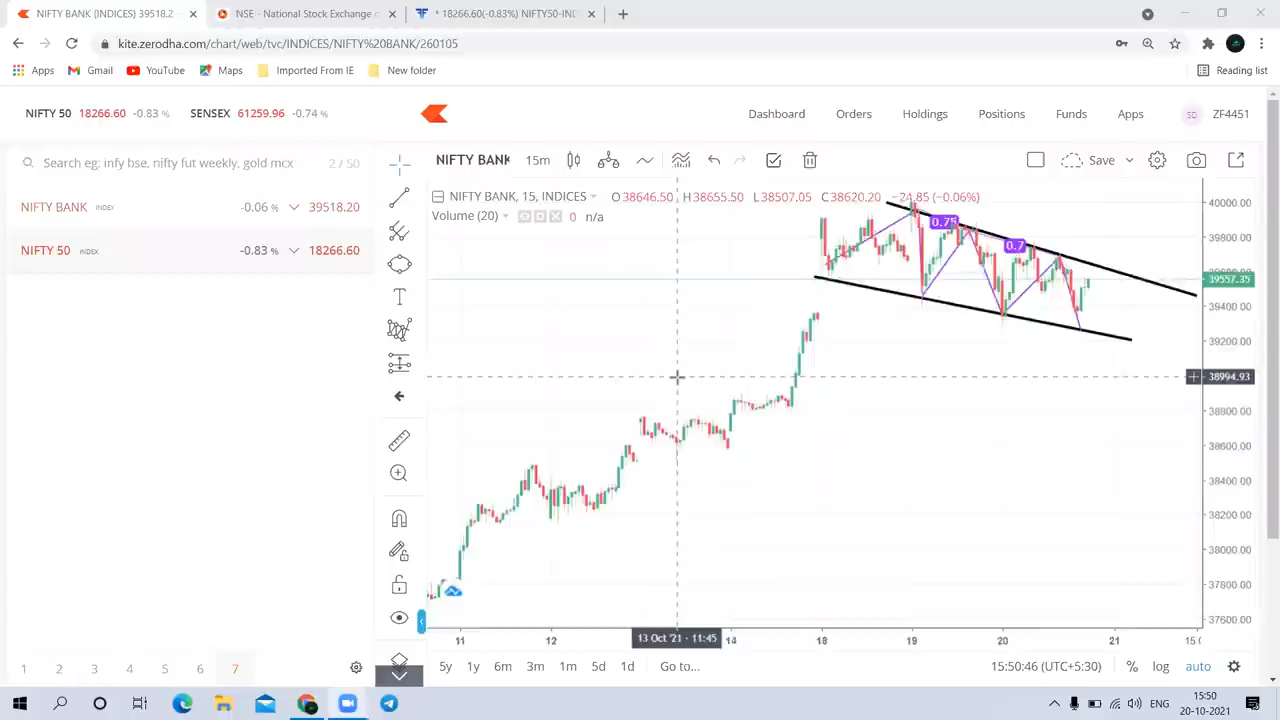 NIFTY BANK (INDICES) 39518.2
NSE - National Stock Exchange
* 18266.60(-0.83%) NIFTY50-IND
kite.zerodha.com/chart/web/tvc/INDICES/NIFTY%20BANK/260105
Apps Gmail YouTube Maps Imported From IE New folder Reading list
NIFTY 50 18266.60 -0.83 % SENSEX 61259.96 -0.74 %
Dashboard Orders Holdings Positions Funds Apps SD ZF4451
Search eg: infy bse, nifty fut weekly, gold mcx 2 / 50
NIFTY BANK 15m Save
NIFTY BANK INDEX -0.06 % 39518.20
NIFTY 50 INDEX -0.83 % 18266.60
NIFTY BANK, 15, INDICES O38646.50 H38655.50 L38507.05 C38620.20 −24.85 (−0.06%)
Volume (20) 0 n/a
0.7
40000.00
39800.00
39557.35
39400.00
39200.00
38994.93
38800.00
38600.00
38400.00
38200.00
38000.00
37800.00
37600.00
11 12 13 Oct '21 - 11:45 14 18 19 20 21 15:0
1 2 3 4 5 6 7
5y 1y 6m 3m 1m 5d 1d Go to... 15:50:46 (UTC+5:30) % log auto
ENG
15:50
20-10-2021